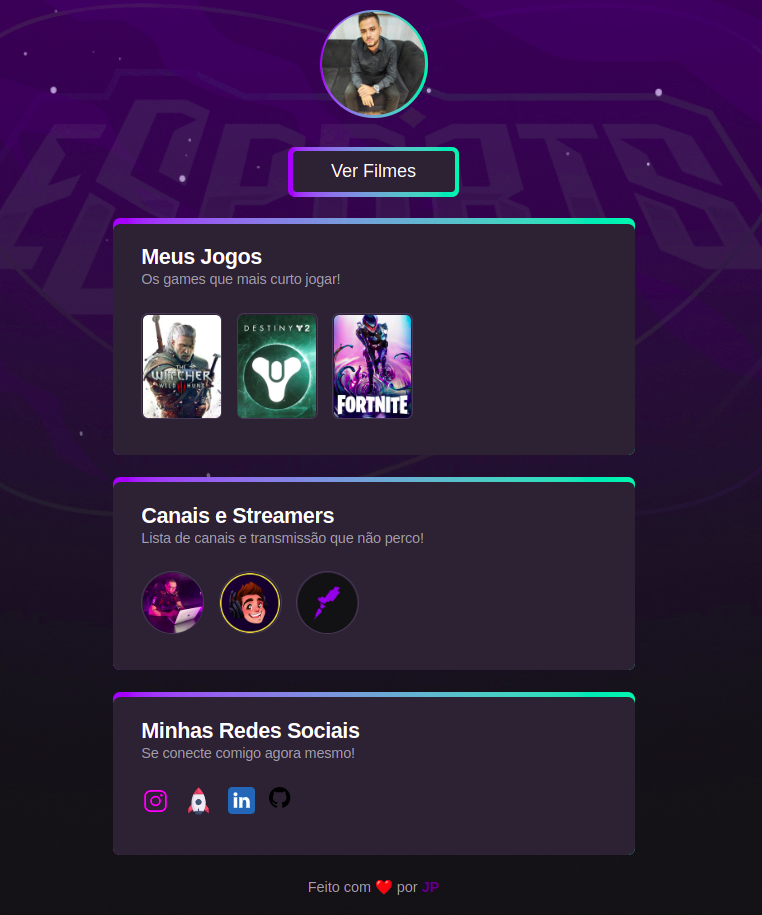 ESPORTS
Ver Filmes
Meus Jogos
Os games que mais curto jogar!
THE
WITCHER
WILD HUNT
DESTINY 2
FORTNITE
Canais e Streamers
Lista de canais e transmissão que não perco!
Minhas Redes Sociais
Se conecte comigo agora mesmo!
in
Feito com ❤️ por JP